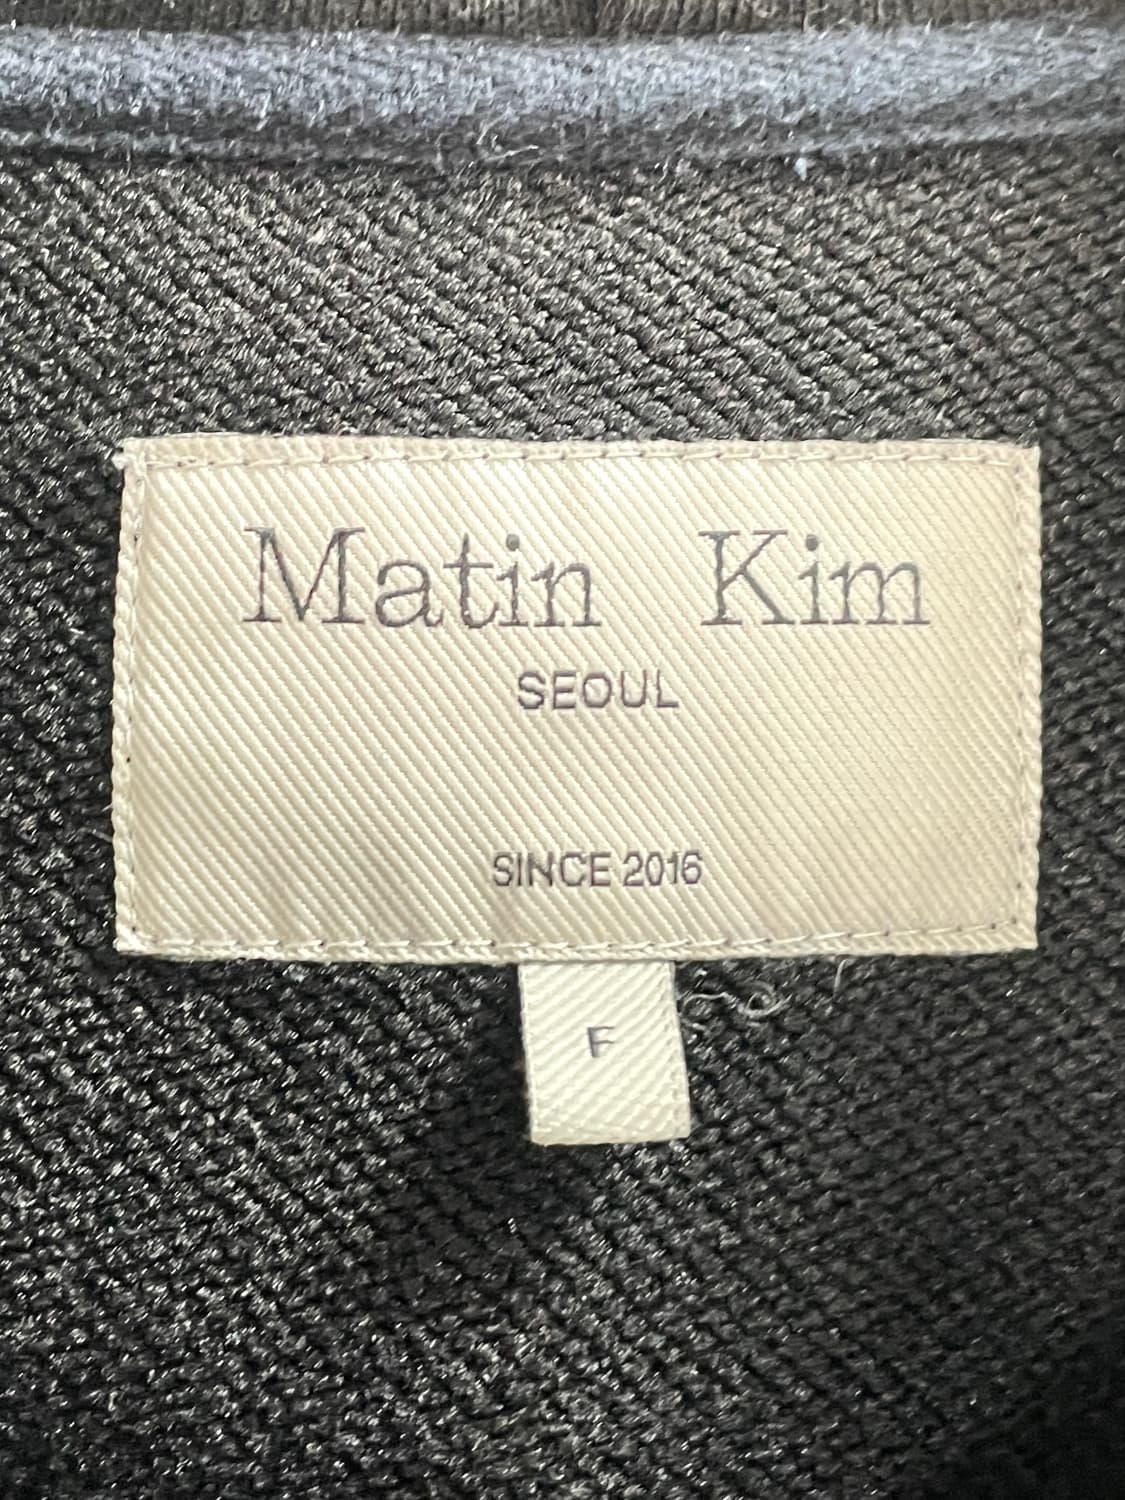 Matin Kim
SEOUL
SINCE 2016
F